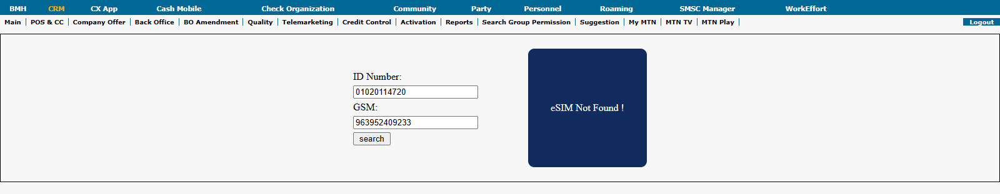 BMH CRM CX App Cash Mobile Check Organization Community Party Personnel Roaming SMSC Manager WorkEffort
Main POS & CC Company Offer Back Office BO Amendment Quality Telemarketing Credit Control Activation Reports Search Group Permission Suggestion My MTN MTN TV MTN Play Logout
ID Number:
01020114720
GSM:
963952409233
search
eSIM Not Found !